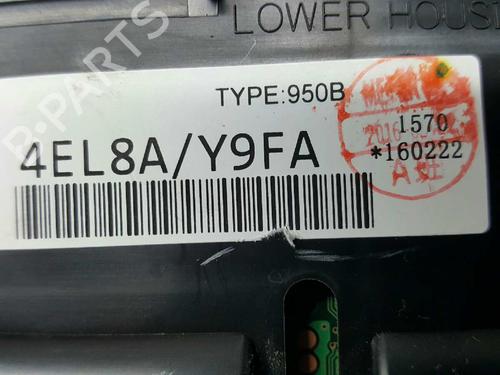 LOWER HOUS
B-PARTS
TYPE:950B
4EL8A/Y9FA
1570
*160222